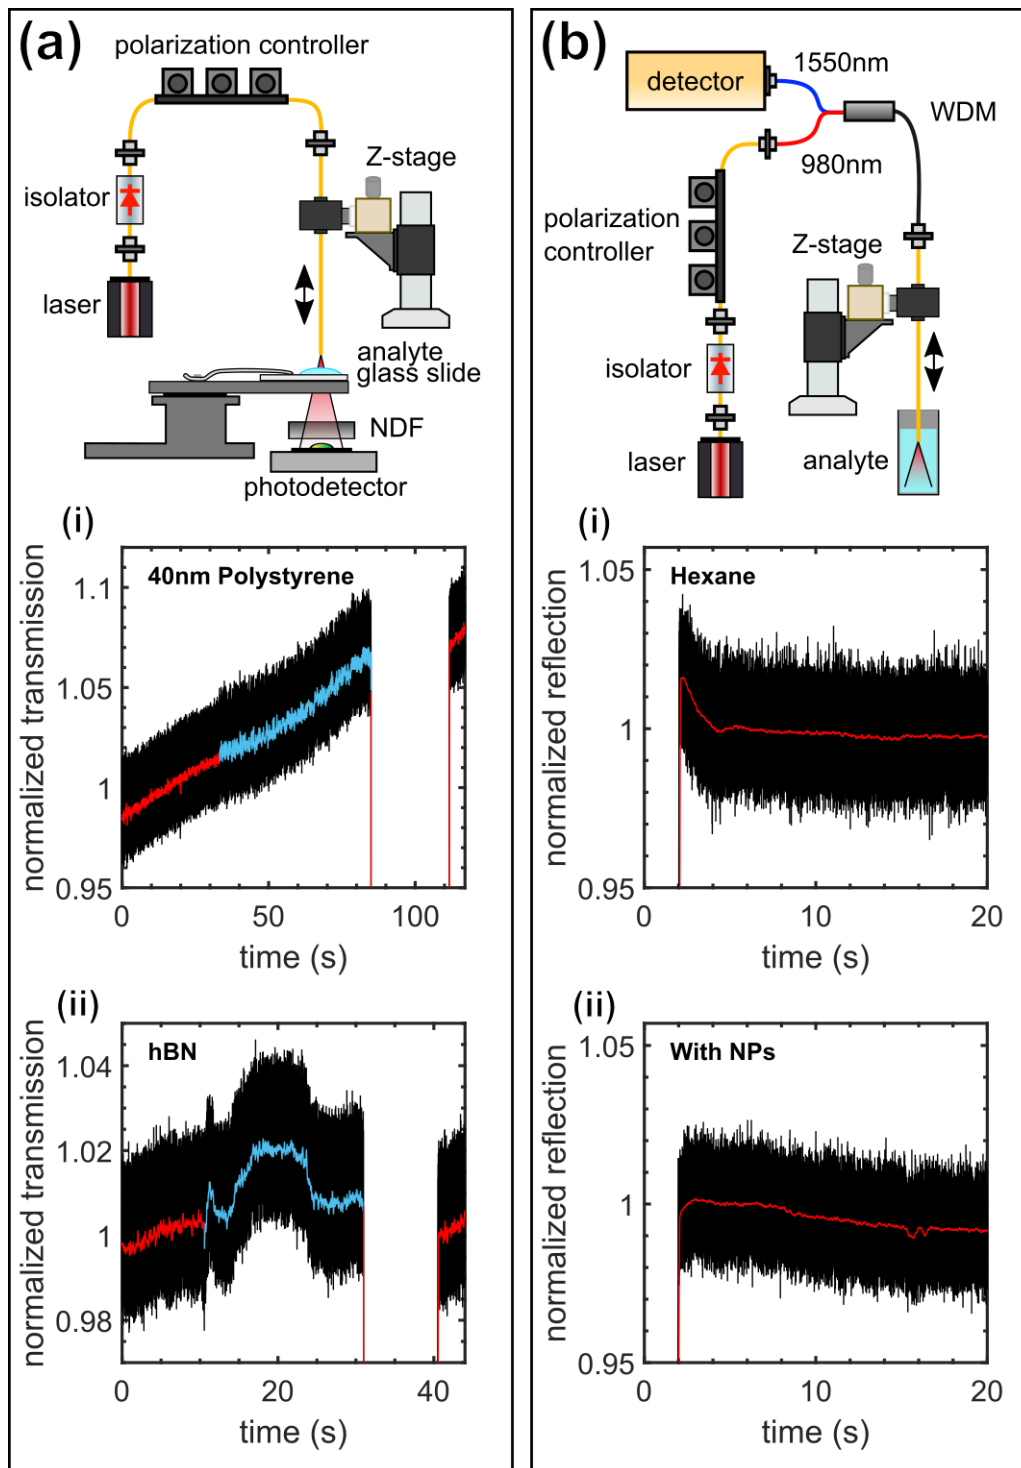 (a)
polarization controller
Z-stage
isolator
laser
analyte
glass slide
NDF
photodetector
(i)
40nm Polystyrene
normalized transmission
1.1
1.05
1
0.95
0 50 100
time (s)
(ii)
hBN
normalized transmission
1.04
1.02
1
0.98
0 20 40
time (s)
(b)
1550nm
detector
WDM
980nm
polarization
controller
Z-stage
isolator
laser
analyte
(i)
Hexane
normalized reflection
1.05
1
0.95
0 10 20
time (s)
(ii)
With NPs
normalized reflection
1.05
1
0.95
0 10 20
time (s)